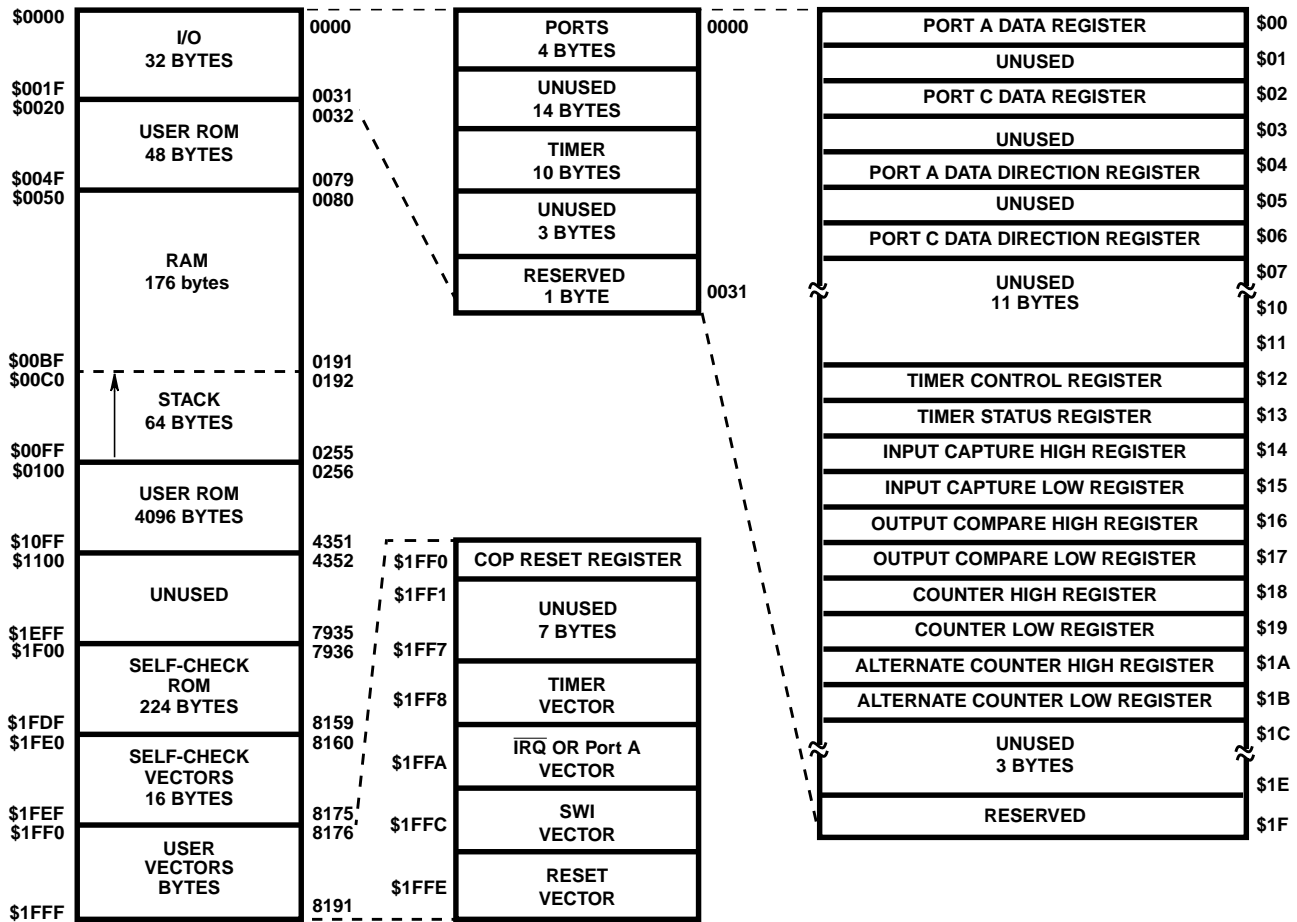 $0000
I/O
32 BYTES
0000
$001F
0031
$0020
0032
USER ROM
48 BYTES
$004F
0079
$0050
0080
RAM
176 bytes
$00BF
0191
$00C0
0192
STACK
64 BYTES
$00FF
0255
$0100
0256
USER ROM
4096 BYTES
$10FF
4351
$1100
4352
UNUSED
$1EFF
7935
$1F00
7936
SELF-CHECK
ROM
224 BYTES
$1FDF
8159
$1FE0
8160
SELF-CHECK
VECTORS
16 BYTES
$1FEF
8175
$1FF0
8176
USER
VECTORS
BYTES
$1FFF
8191
PORTS
4 BYTES
0000
UNUSED
14 BYTES
TIMER
10 BYTES
UNUSED
3 BYTES
RESERVED
1 BYTE
0031
$1FF0
COP RESET REGISTER
$1FF1
UNUSED
7 BYTES
$1FF7
$1FF8
TIMER
VECTOR
$1FFA
IRQ OR Port A
VECTOR
$1FFC
SWI
VECTOR
$1FFE
RESET
VECTOR
PORT A DATA REGISTER $00
UNUSED $01
PORT C DATA REGISTER $02
UNUSED $03
PORT A DATA DIRECTION REGISTER $04
UNUSED $05
PORT C DATA DIRECTION REGISTER $06
$07
UNUSED
11 BYTES
$10
$11
TIMER CONTROL REGISTER $12
TIMER STATUS REGISTER $13
INPUT CAPTURE HIGH REGISTER $14
INPUT CAPTURE LOW REGISTER $15
OUTPUT COMPARE HIGH REGISTER $16
OUTPUT COMPARE LOW REGISTER $17
COUNTER HIGH REGISTER $18
COUNTER LOW REGISTER $19
ALTERNATE COUNTER HIGH REGISTER $1A
ALTERNATE COUNTER LOW REGISTER $1B
$1C
UNUSED
3 BYTES
$1E
RESERVED $1F